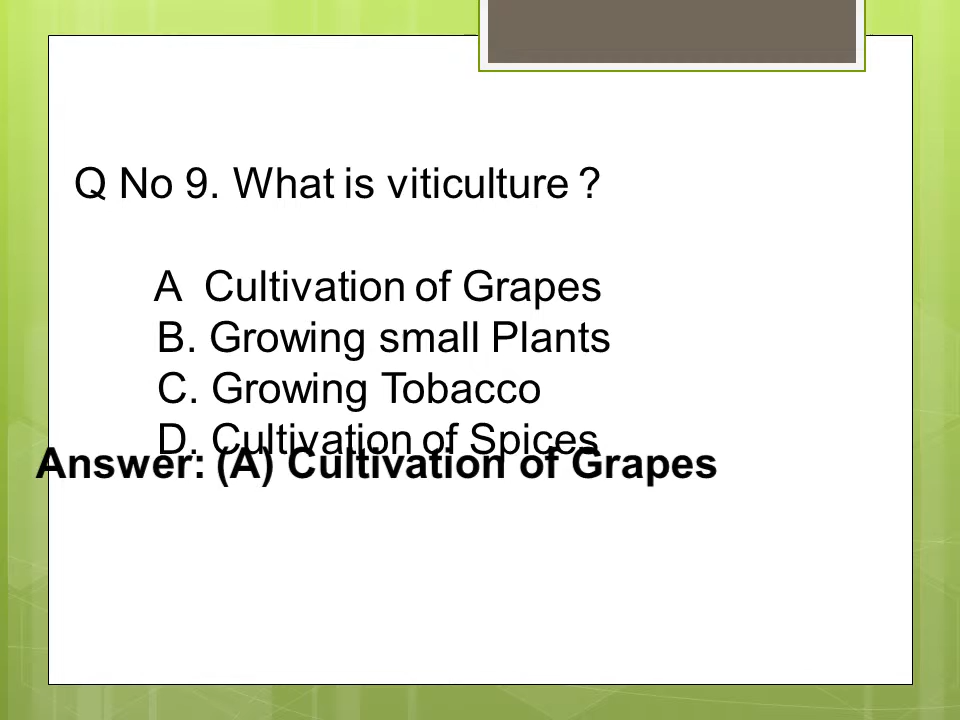 Q No 9. What is viticulture ?
A Cultivation of Grapes
B. Growing small Plants
C. Growing Tobacco
D. Cultivation of Spices
Answer: (A) Cultivation of Grapes